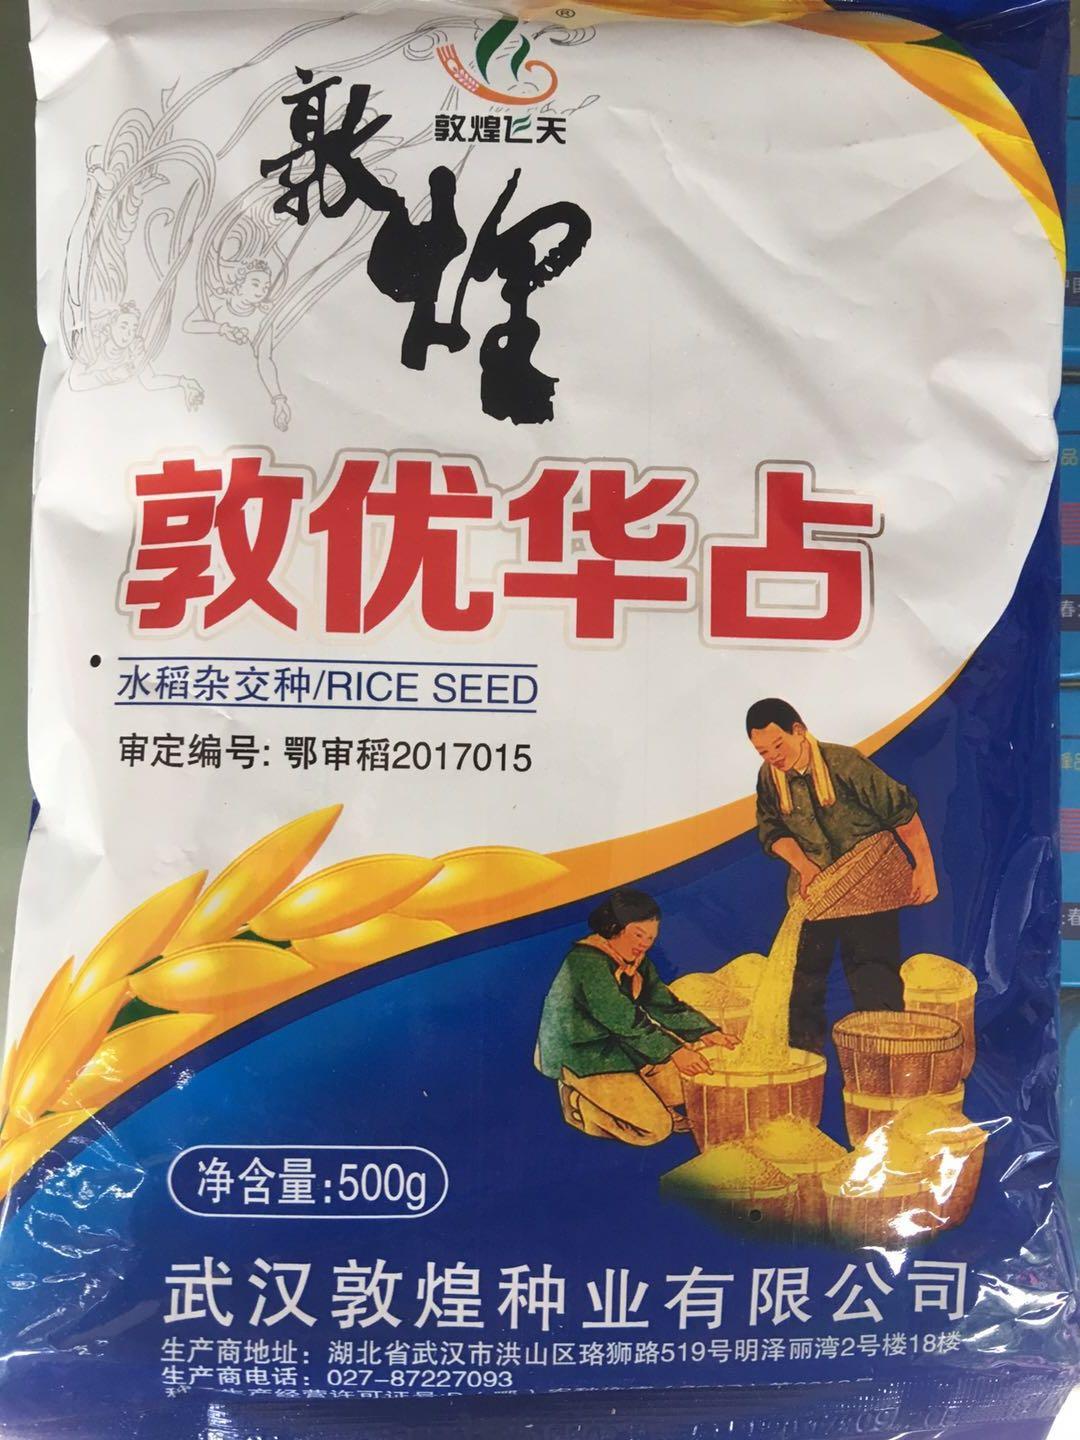 ®
敦煌飞天
敦煌
敦优华占
水稻杂交种/RICE SEED
审定编号: 鄂审稻2017015
净含量:500g
武汉敦煌种业有限公司
生产商地址: 湖北省武汉市洪山区珞狮路519号明泽丽湾2号楼18楼
生产商电话: 027-87227093